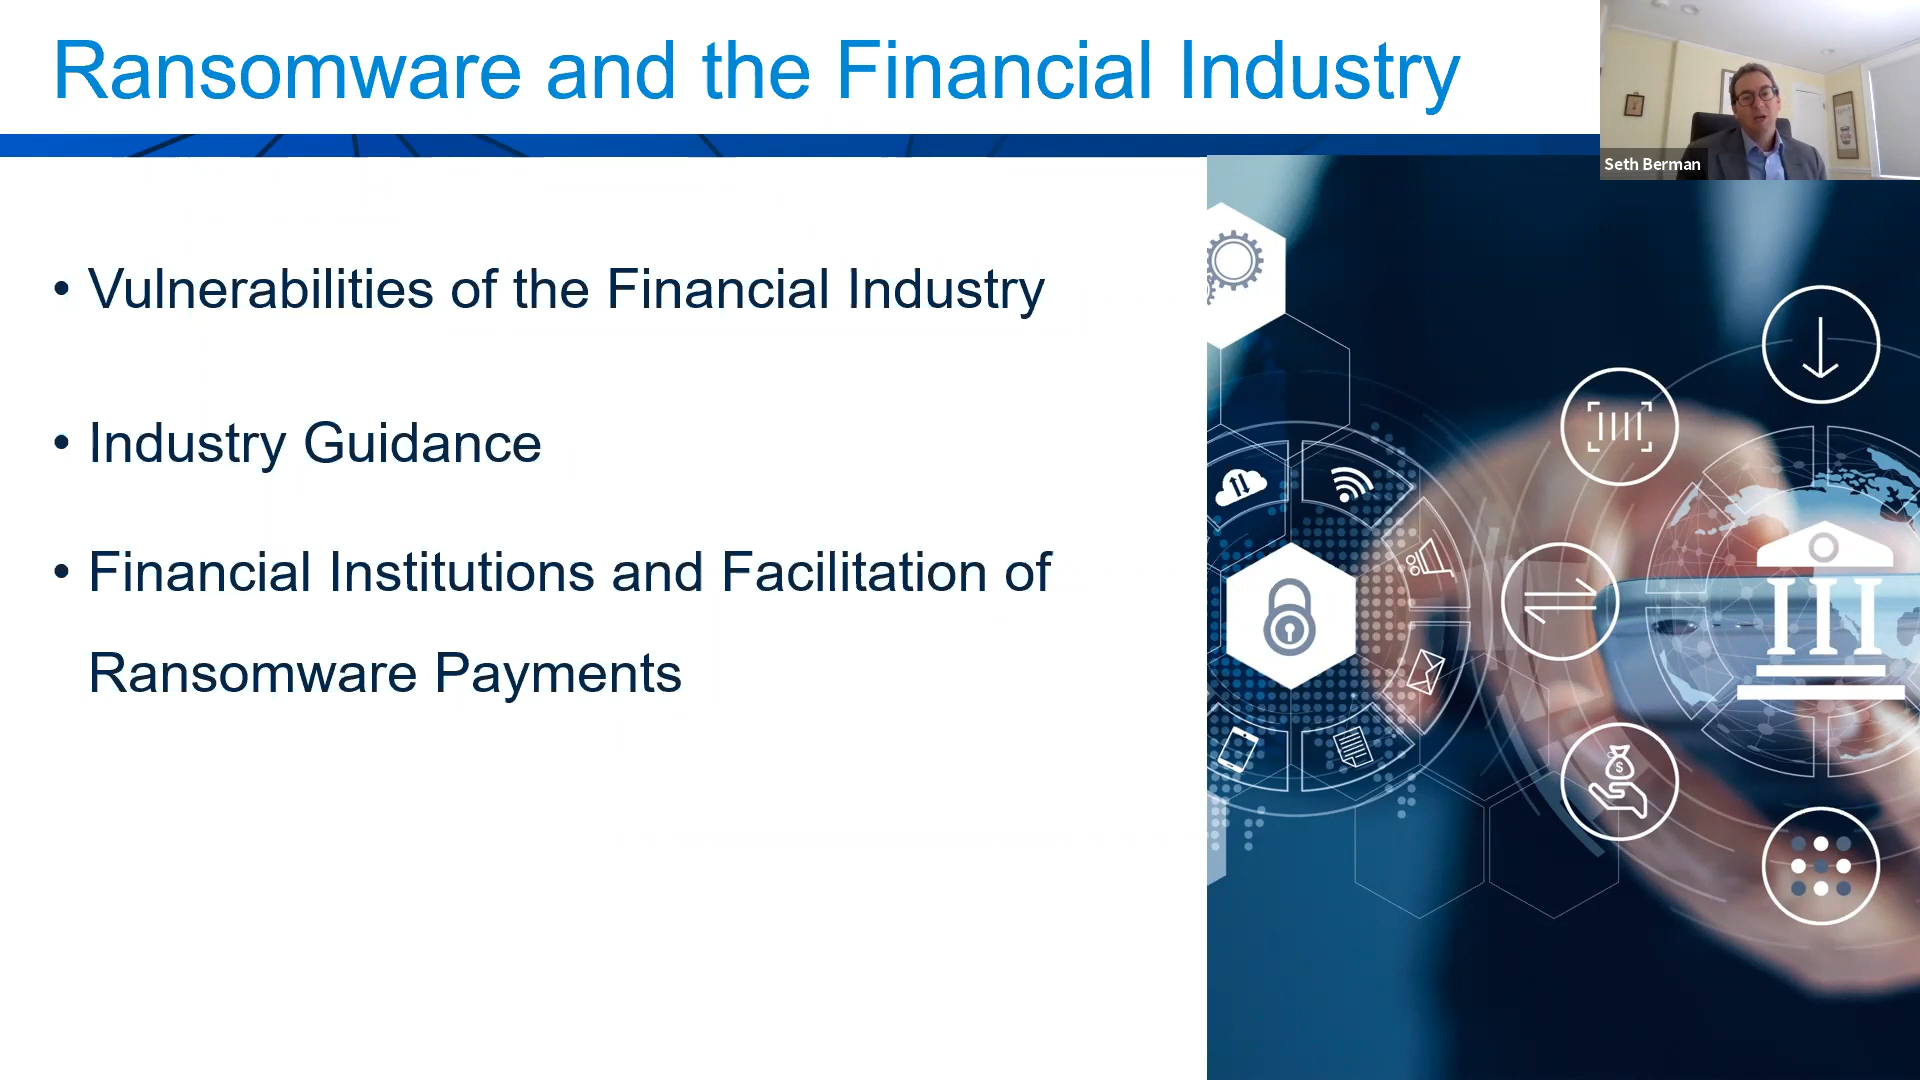 Ransomware and the Financial Industry
Seth Berman
• Vulnerabilities of the Financial Industry
• Industry Guidance
• Financial Institutions and Facilitation of
Ransomware Payments
$